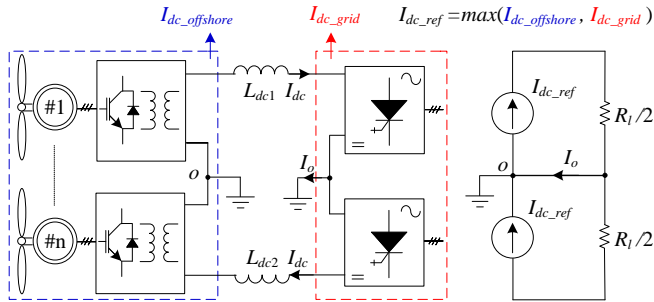 I_dc_offshore
I_dc_grid
I_dc_ref =max(I_dc_offshore, I_dc_grid)
#1
L_dc1
I_dc
I_dc_ref
R_l/2
=
o
I_o
o
I_o
#n
L_dc2
I_dc
=
I_dc_ref
R_l/2